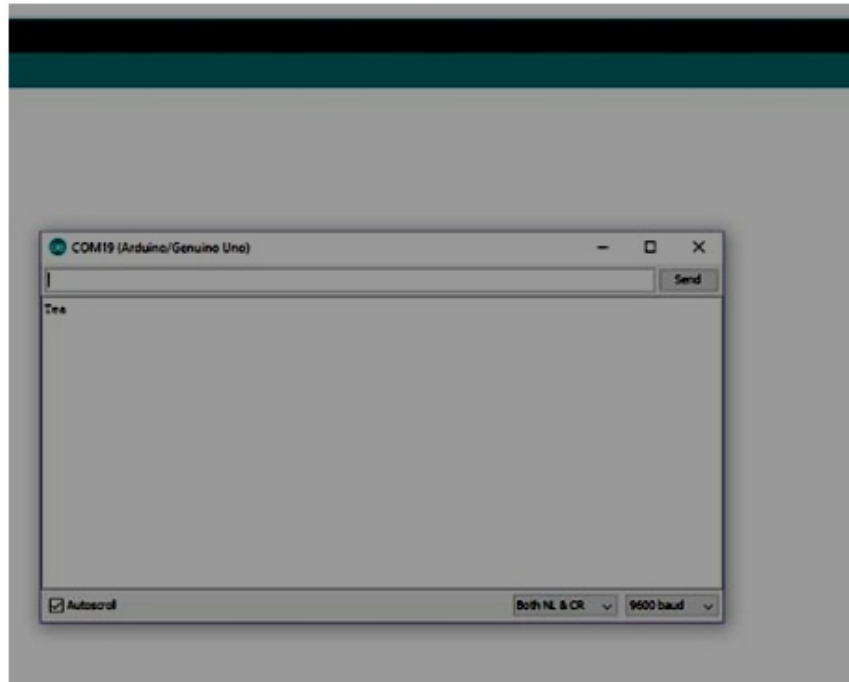 COM19 (Arduino/Genuino Uno)
Send
Tea
Autoscroll
Both NL & CR
9600 baud